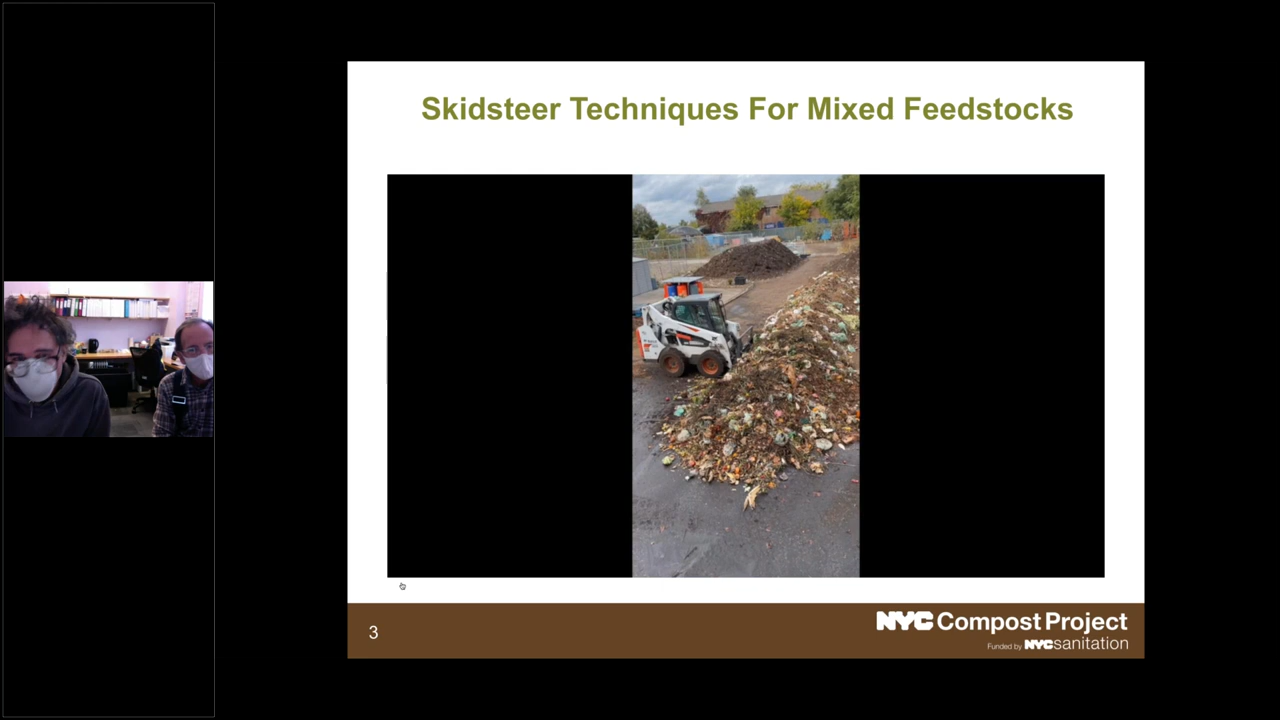 Skidsteer Techniques For Mixed Feedstocks
3
NYC Compost Project
Funded by NYC sanitation